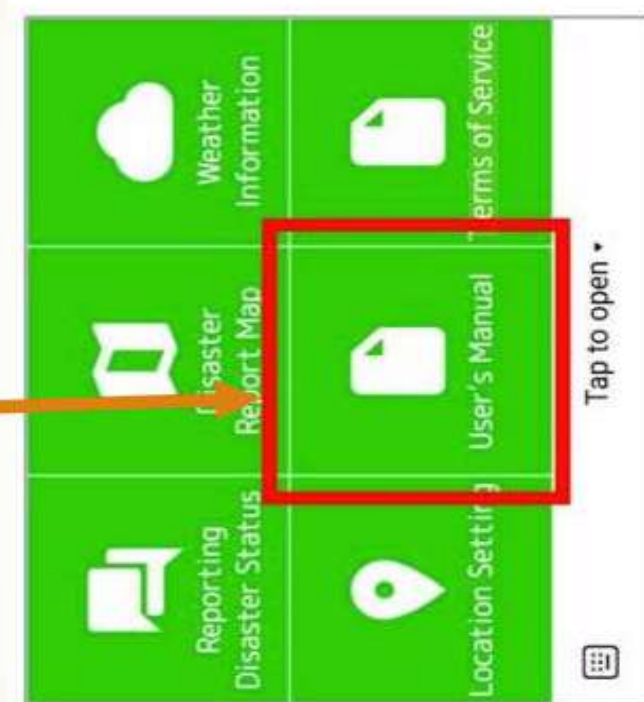 Reporting
Disaster Status
Disaster
Report Map
Weather
Information
Location Setting
User's Manual
Terms of Service
Tap to open ▾